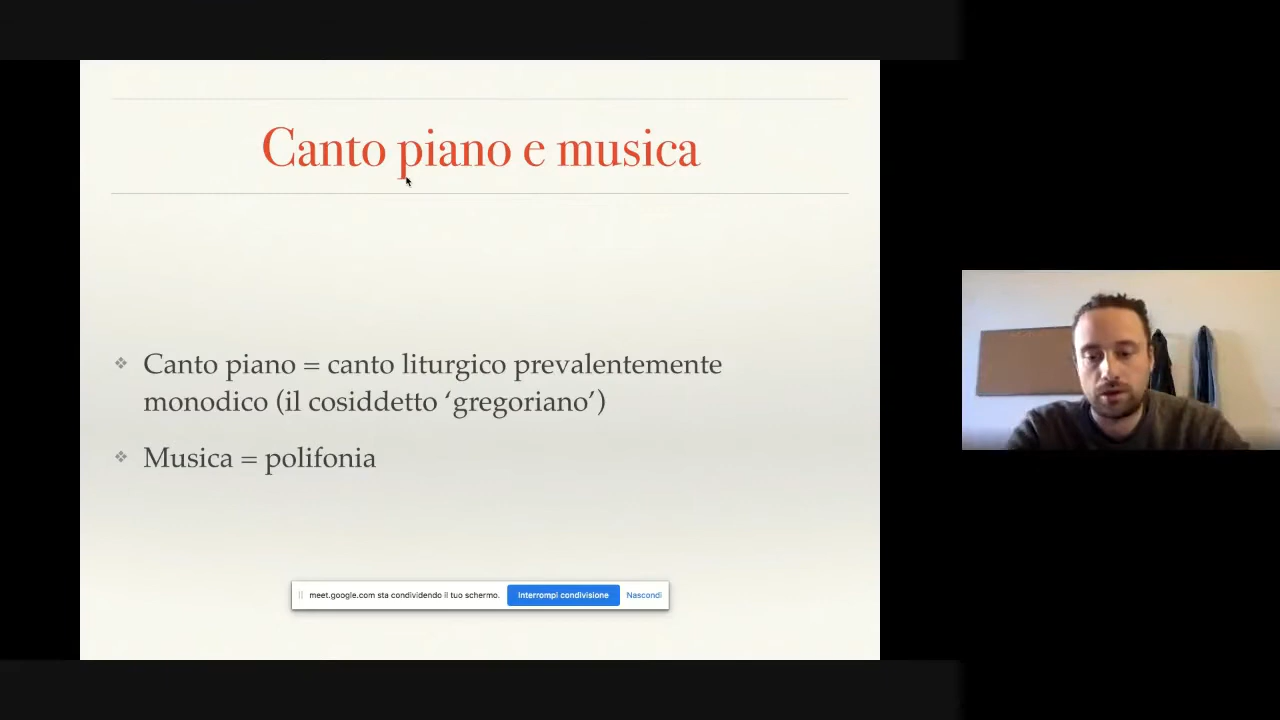 Canto piano e musica
Canto piano = canto liturgico prevalentemente
monodico (il cosiddetto ‘gregoriano’)
Musica = polifonia
meet.google.com sta condividendo il tuo schermo. Interrompi condivisione Nascondi